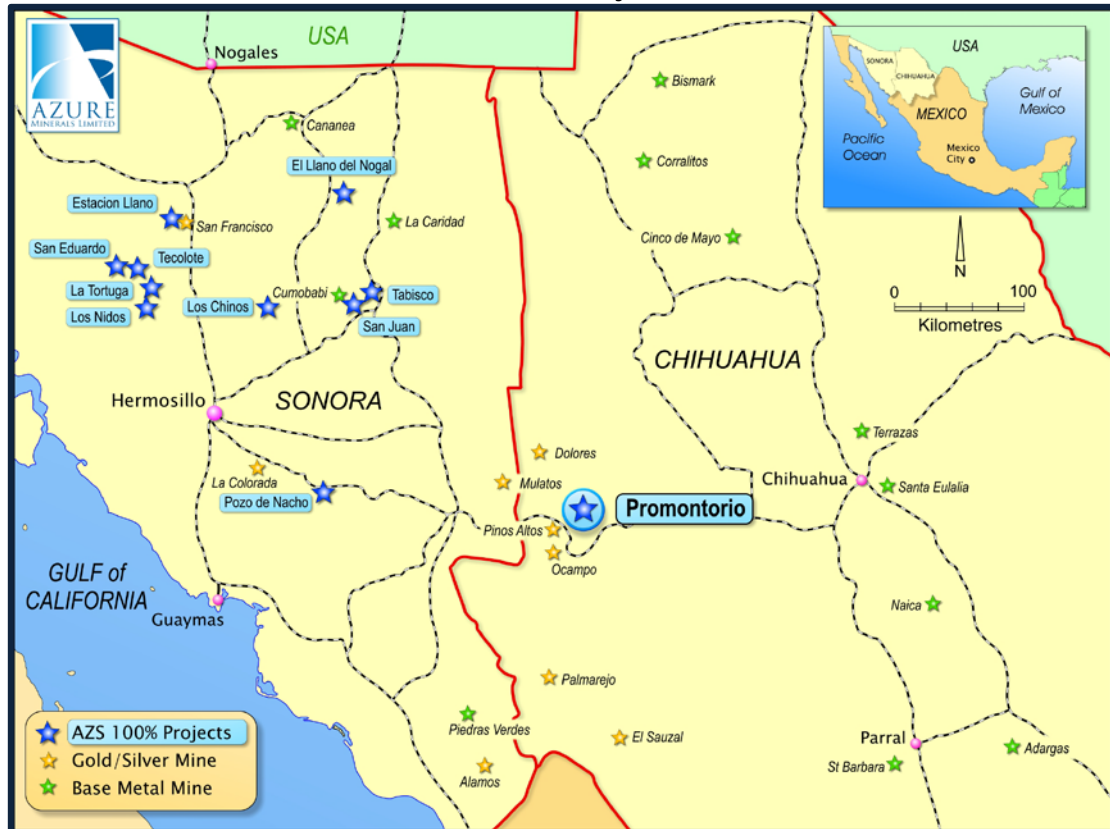 AZURE
MINERALS LIMITED
USA
Nogales
Bismark
Cananea
Corralitos
El Llano del Nogal
Estacion Llano
San Francisco
La Caridad
Cinco de Mayo
San Eduardo
Tecolote
La Tortuga
Los Nidos
Los Chinos
Cumobabi
Tabisco
San Juan
SONORA
CHIHUAHUA
USA
MEXICO
Gulf of
Mexico
Pacific
Ocean
Mexico
City
N
0 100
Kilometres
CHIHUAHUA
Hermosillo
SONORA
Terrazas
Dolores
La Colorada
Mulatos
Chihuahua
Santa Eulalia
Pozo de Nacho
Promontorio
Pinos Altos
Ocampo
GULF of
CALIFORNIA
Guaymas
Naica
Palmarejo
Piedras Verdes
El Sauzal
Parral
Adargas
St Barbara
Alamos
AZS 100% Projects
Gold/Silver Mine
Base Metal Mine